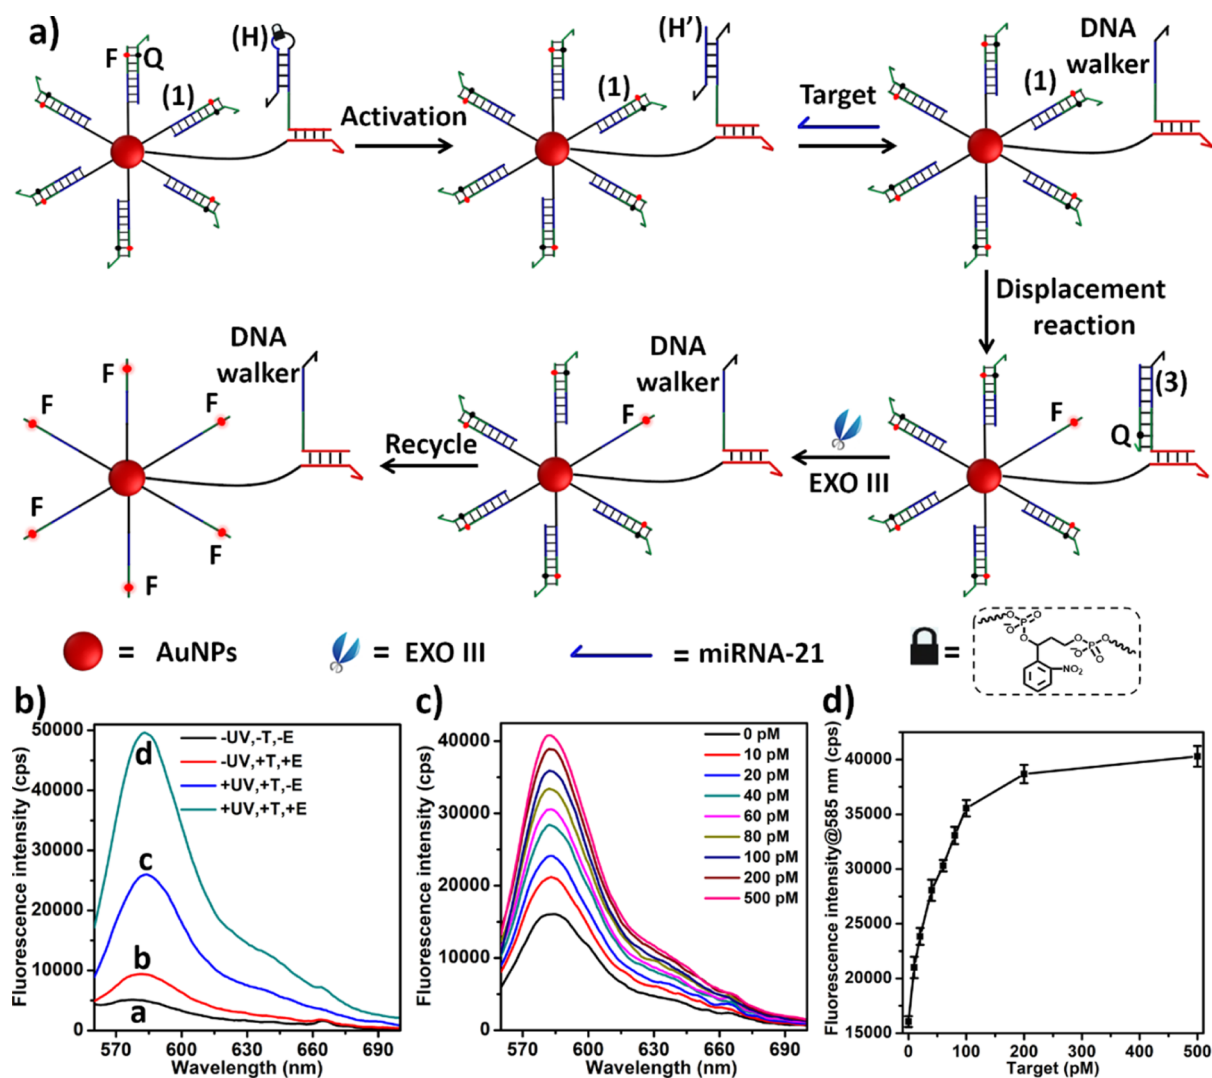 a)
F
Q
(H)
(1)
Activation
(H')
(1)
Target
DNA
walker
(1)
Displacement
reaction
DNA
walker
F
F
F
F
F
F
Recycle
DNA
walker
F
EXO III
F
Q
(3)
= AuNPs
= EXO III
= miRNA-21
=
O
O
P
O
O
O
P
O
O
O
NO2
b)
Fluorescence intensity (cps)
50000
40000
30000
20000
10000
0
570
600
630
660
690
Wavelength (nm)
-UV,-T,-E
-UV,+T,+E
+UV,+T,-E
+UV,+T,+E
d
c
b
a
c)
Fluorescence intensity (cps)
40000
30000
20000
10000
0
570
600
630
660
690
Wavelength (nm)
0 pM
10 pM
20 pM
40 pM
60 pM
80 pM
100 pM
200 pM
500 pM
d)
Fluorescence intensity@585 nm (cps)
40000
35000
30000
25000
20000
15000
0
100
200
300
400
500
Target (pM)